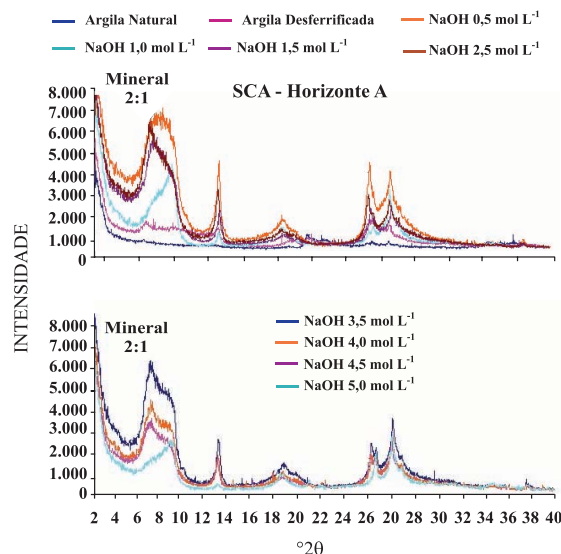 Argila Natural Argila Desferrificada NaOH 0,5 mol L⁻¹
NaOH 1,0 mol L⁻¹ NaOH 1,5 mol L⁻¹ NaOH 2,5 mol L⁻¹
Mineral
2:1
SCA - Horizonte A
8.000
7.000
6.000
5.000
4.000
3.000
2.000
1.000
0
INTENSIDADE
Mineral
2:1
NaOH 3,5 mol L⁻¹
NaOH 4,0 mol L⁻¹
NaOH 4,5 mol L⁻¹
NaOH 5,0 mol L⁻¹
8.000
7.000
6.000
5.000
4.000
3.000
2.000
1.000
0
2 4 6 8 10 12 14 16 18 20 26 20 28 30 32 34 36 38 40
°2θ